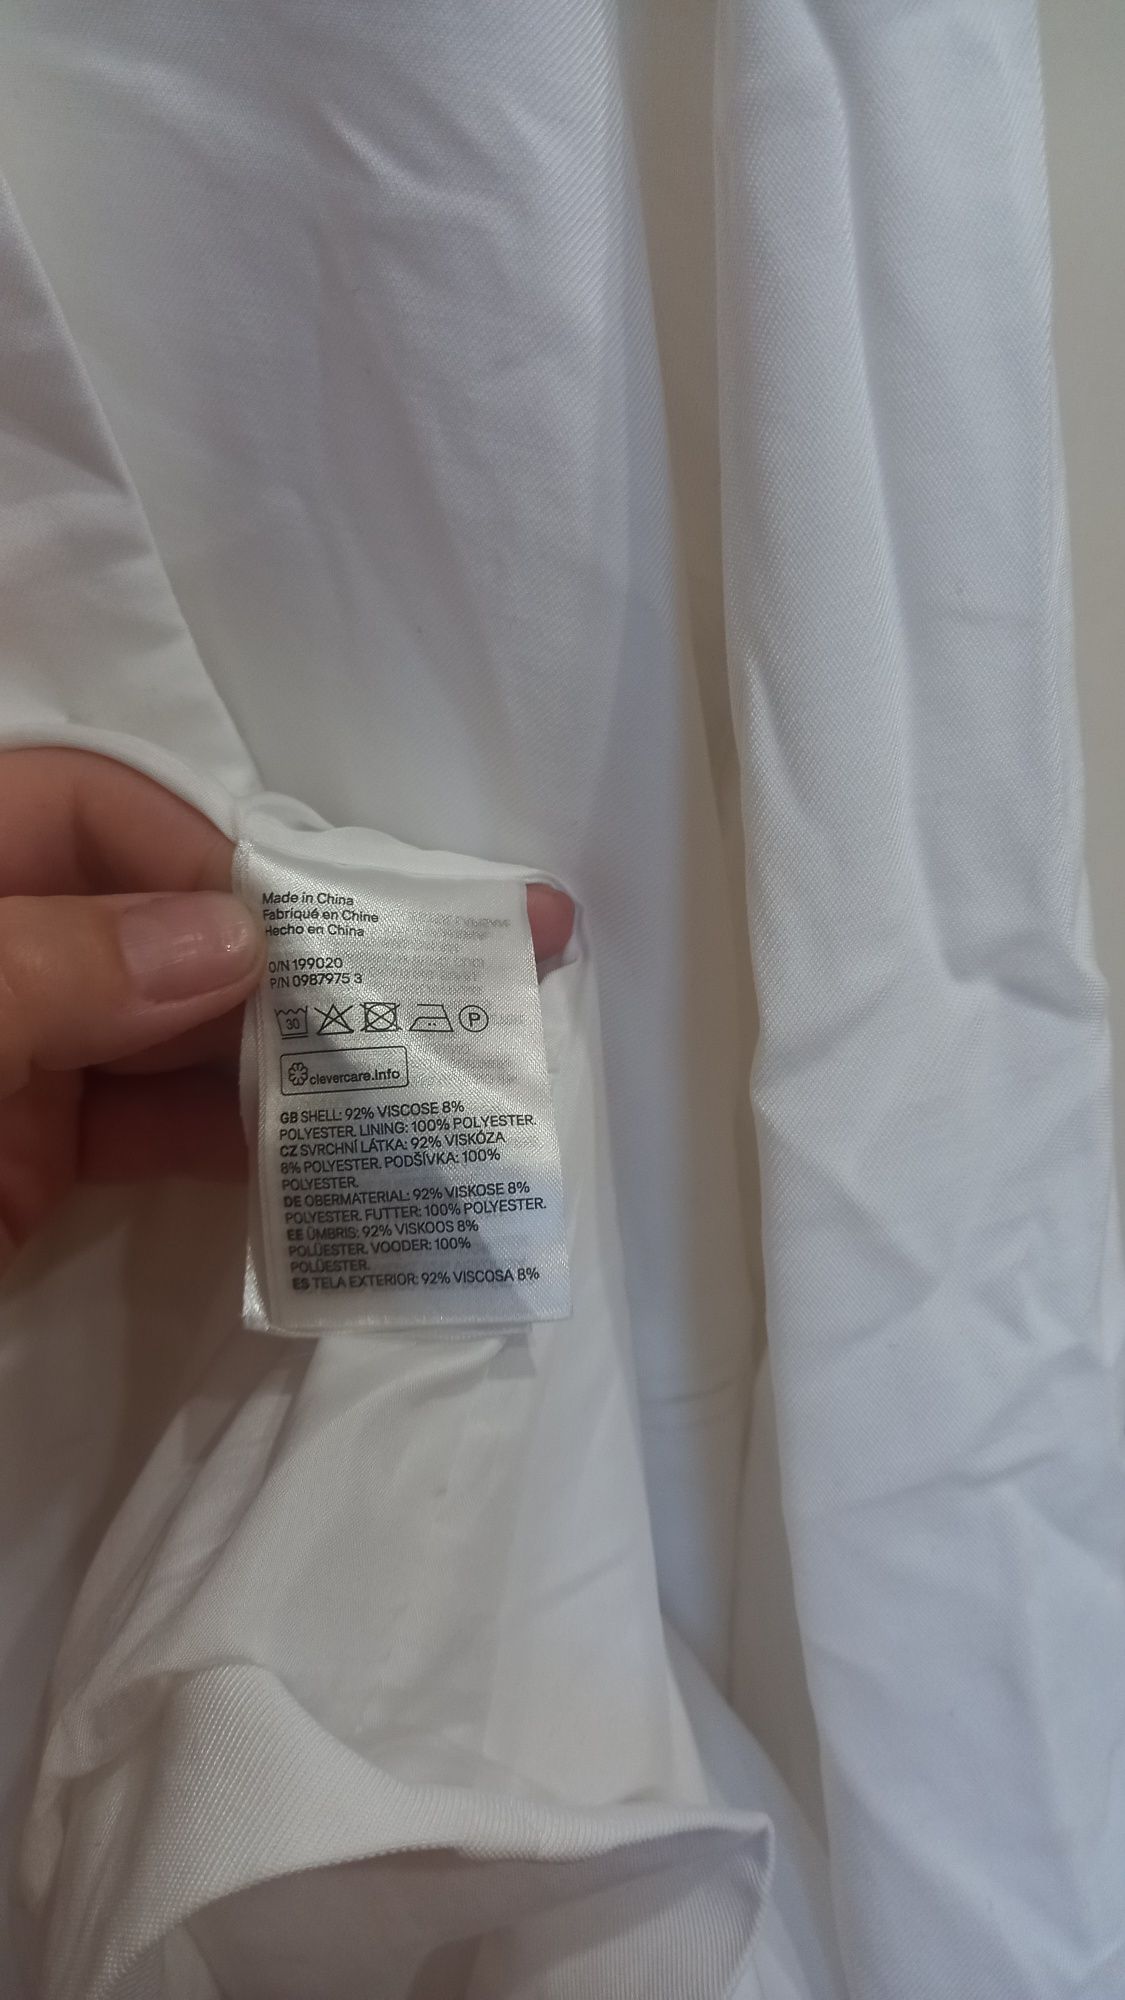 Made in China
Fabriqué en Chine
Hecho en China
O/N 199020
P/N 0987975 3
30
P
clevercare.info
GB SHELL: 92% VISCOSE 8%
POLYESTER. LINING: 100% POLYESTER.
CZ SVRCHNÍ LÁTKA: 92% VISKÓZA
8% POLYESTER. PODŠÍVKA: 100%
POLYESTER.
DE OBERMATERIAL: 92% VISKOSE 8%
POLYESTER. FUTTER: 100% POLYESTER.
EE ÜMBRIS: 92% VISKOOS 8%
POLÜESTER. VOODER: 100%
POLÜESTER.
ES TELA EXTERIOR: 92% VISCOSA 8%